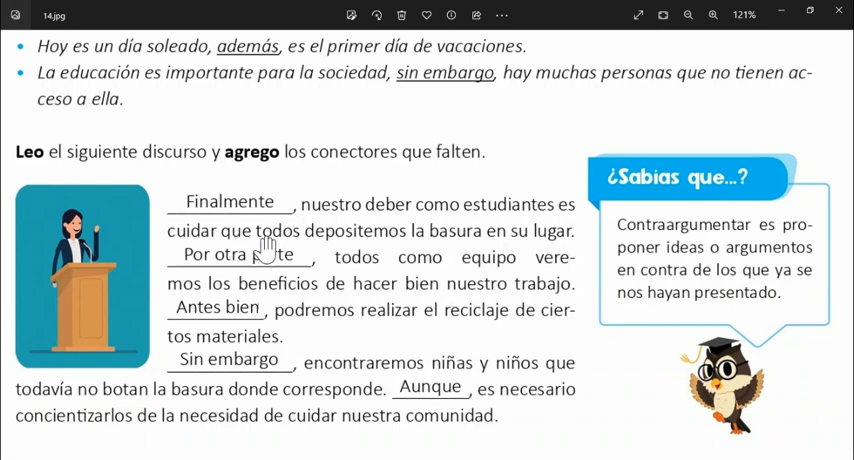 14.jpg
121%
Hoy es un día soleado, además, es el primer día de vacaciones.
La educación es importante para la sociedad, sin embargo, hay muchas personas que no tienen ac-
ceso a ella.
Leo el siguiente discurso y agrego los conectores que falten.
Finalmente, nuestro deber como estudiantes es
cuidar que todos depositemos la basura en su lugar.
Por otra parte, todos como equipo vere-
mos los beneficios de hacer bien nuestro trabajo.
Antes bien, podremos realizar el reciclaje de cier-
tos materiales.
Sin embargo, encontraremos niñas y niños que
todavía no botan la basura donde corresponde. Aunque, es necesario
concientizarlos de la necesidad de cuidar nuestra comunidad.
¿Sabías que...?
Contraargumentar es pro-
poner ideas o argumentos
en contra de los que ya se
nos hayan presentado.